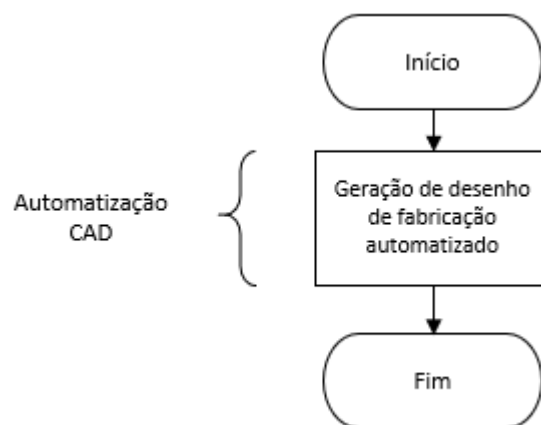 Início
Automatização
CAD
Geração de desenho
de fabricação
automatizado
Fim